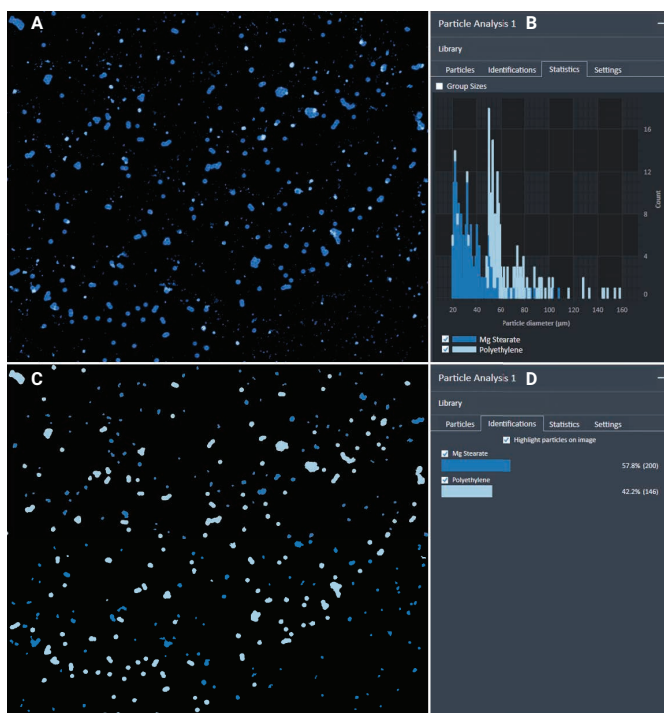 A
Particle Analysis 1
B
Library
Particles Identifications Statistics Settings
Group Sizes
16
12
8
4
0
Count
20 40 60 80 100 120 140 160
Particle diameter (µm)
Mg Stearate
Polyethylene
C
Particle Analysis 1
D
Library
Particles Identifications Statistics Settings
Highlight particles on image
Mg Stearate
57.8% (200)
Polyethylene
42.2% (146)